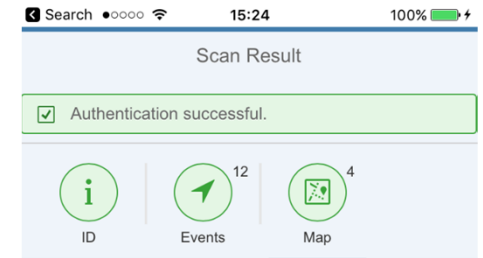 Search 15:24 100%
Scan Result
Authentication successful.
12 4
ID Events Map